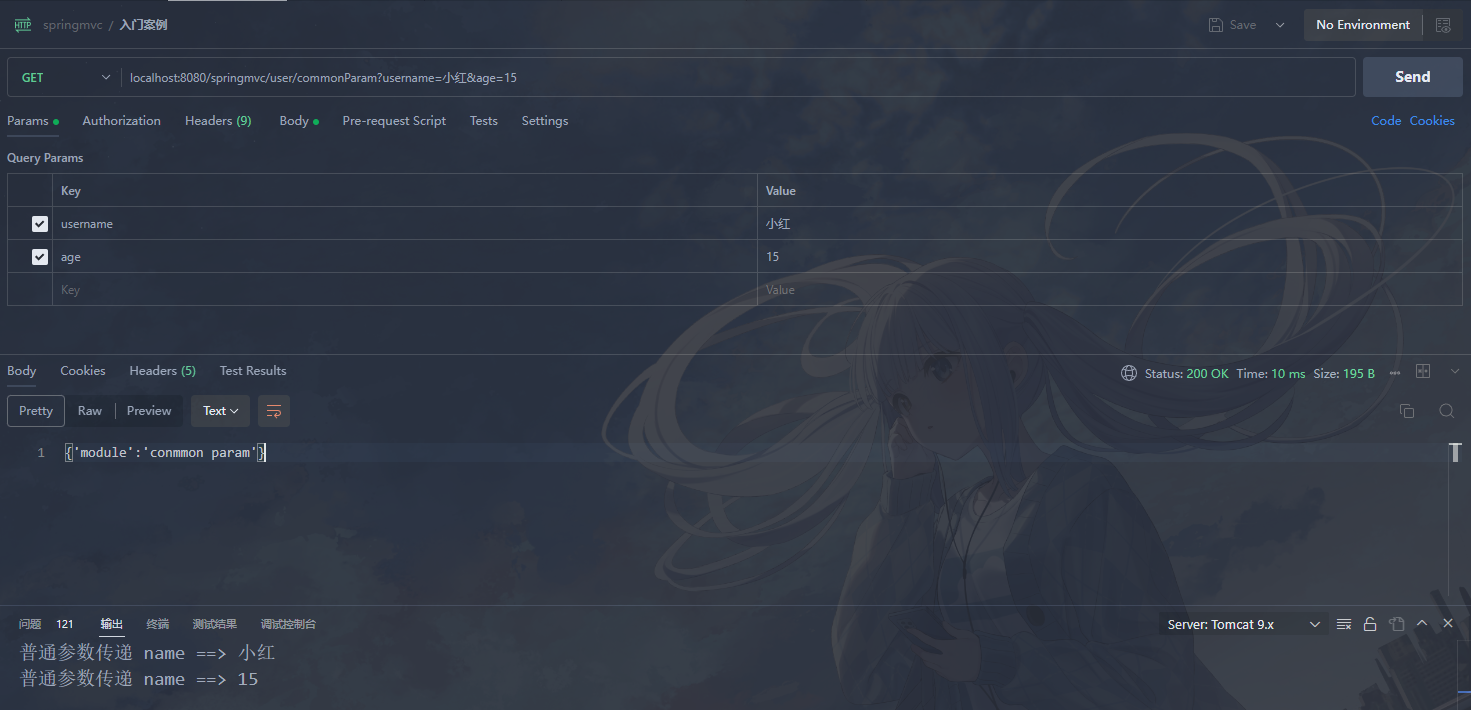 HTTP springmvc / 入门案例 Save No Environment
GET localhost:8080/springmvc/user/commonParam?username=小红&age=15 Send
Params Authorization Headers (9) Body Pre-request Script Tests Settings Code Cookies
Query Params
Key Value
username 小红
age 15
Key Value
Body Cookies Headers (5) Test Results Status: 200 OK Time: 10 ms Size: 195 B
Pretty Raw Preview Text
1 {'module':'conmmon param'}
问题 121 输出 终端 测试结果 调试控制台 Server: Tomcat 9.x
普通参数传递 name ==> 小红
普通参数传递 name ==> 15